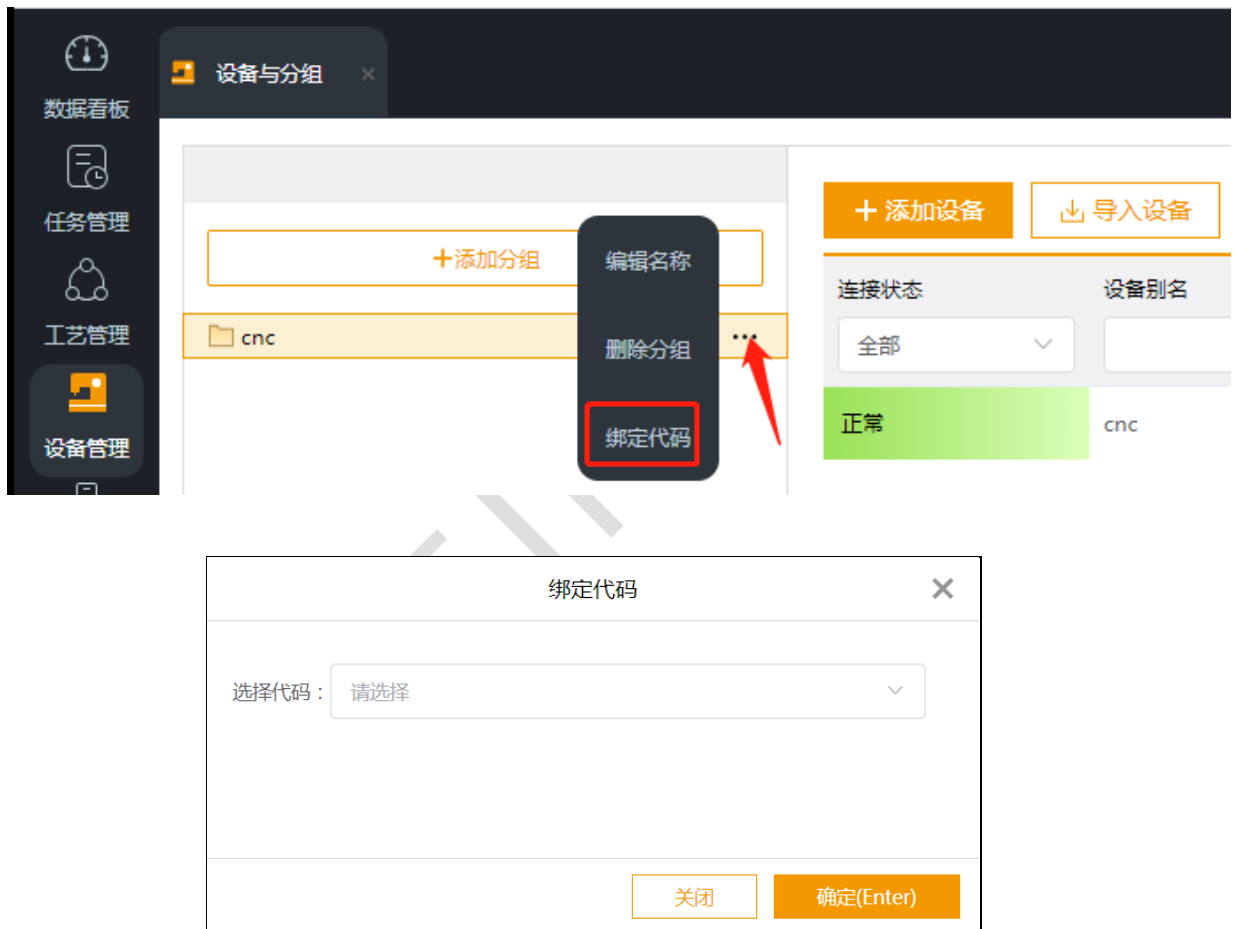 设备与分组
数据看板
任务管理
工艺管理
设备管理
+添加分组
cnc
编辑名称
删除分组
绑定代码
+ 添加设备
导入设备
连接状态
设备别名
全部
正常
cnc
绑定代码
选择代码：
请选择
关闭
确定(Enter)